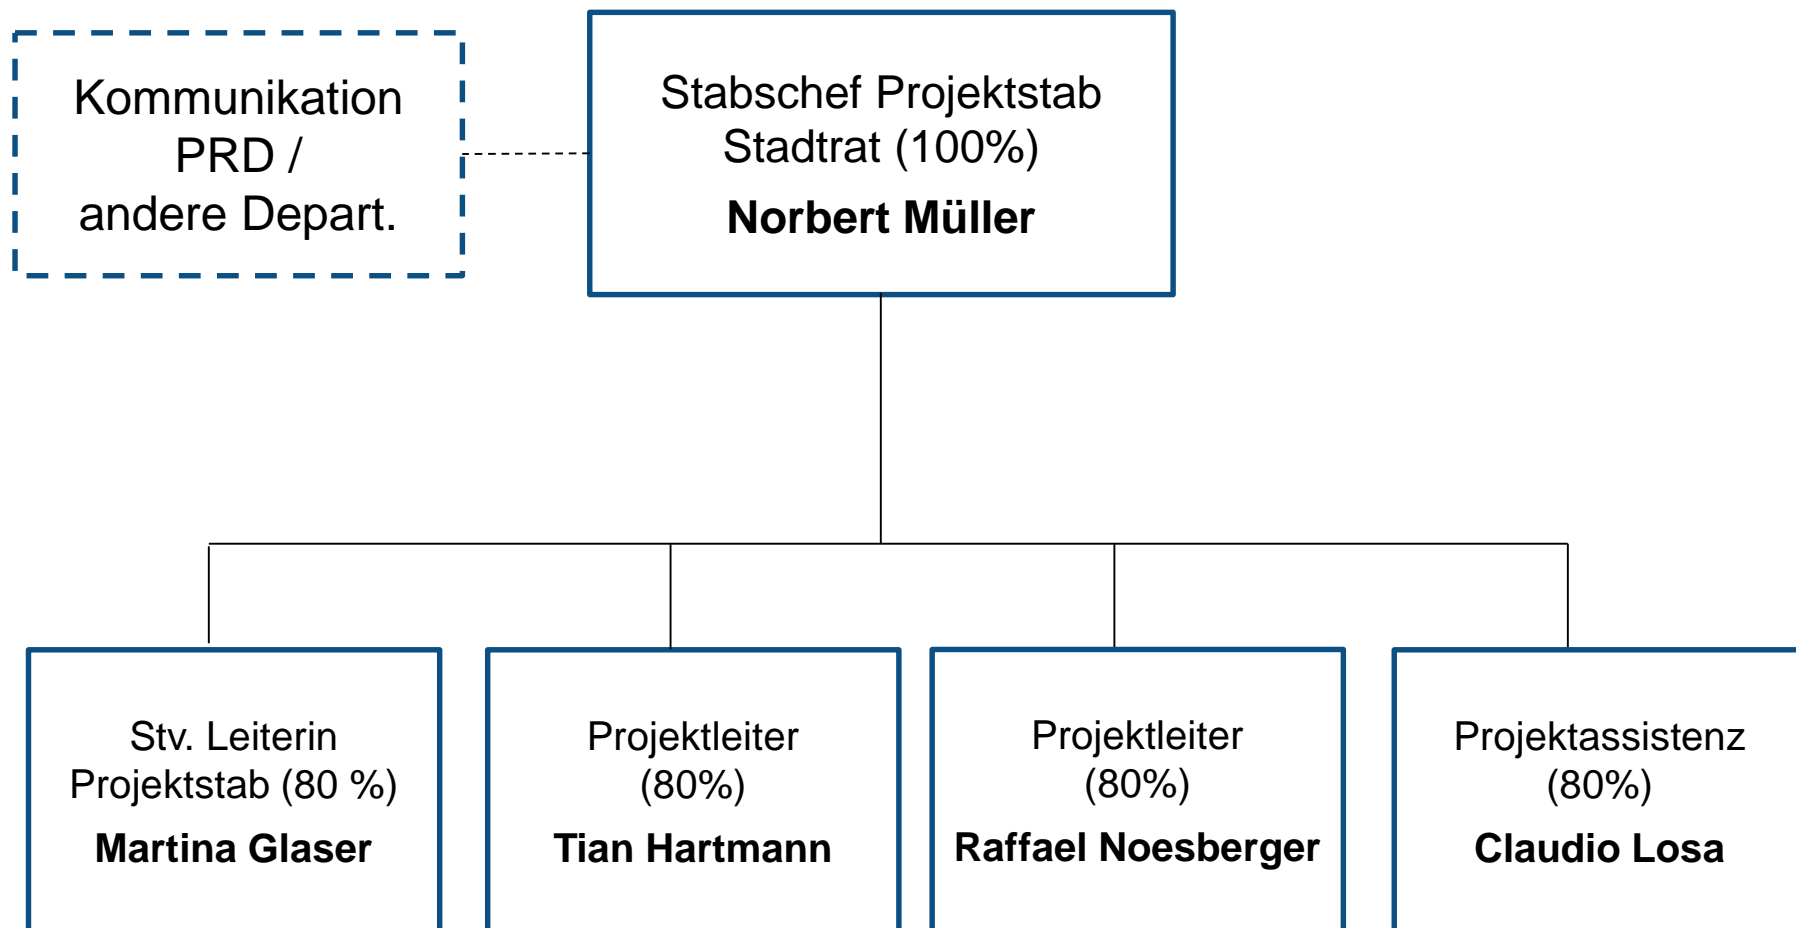 Kommunikation
PRD /
andere Depart.
Stabschef Projektstab
Stadtrat (100%)
Norbert Müller
Stv. Leiterin
Projektstab (80 %)
Martina Glaser
Projektleiter
(80%)
Tian Hartmann
Projektleiter
(80%)
Raffael Noesberger
Projektassistenz
(80%)
Claudio Losa